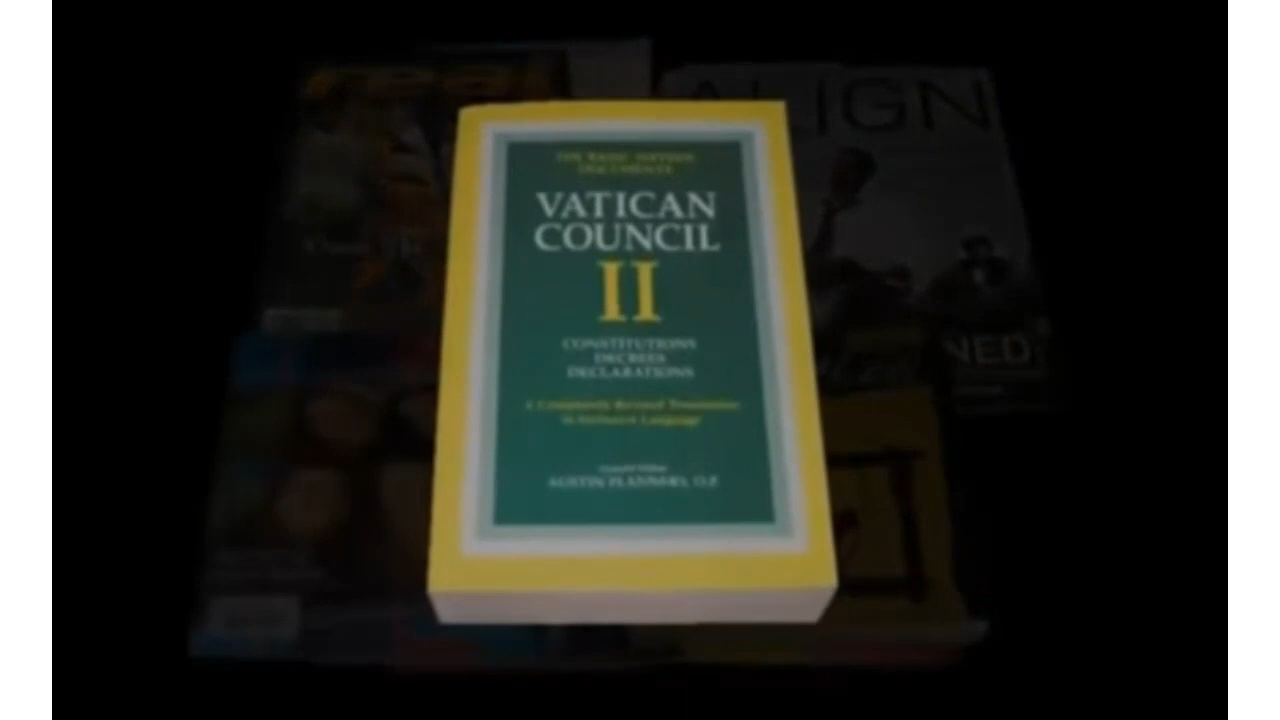 THE BASIC SIXTEEN
DOCUMENTS
VATICAN
COUNCIL
II
CONSTITUTIONS
DECREES
DECLARATIONS
A Completely Revised Translation
in Inclusive Language
General Editor
AUSTIN FLANNERY, O.P.
ALIGN
NED